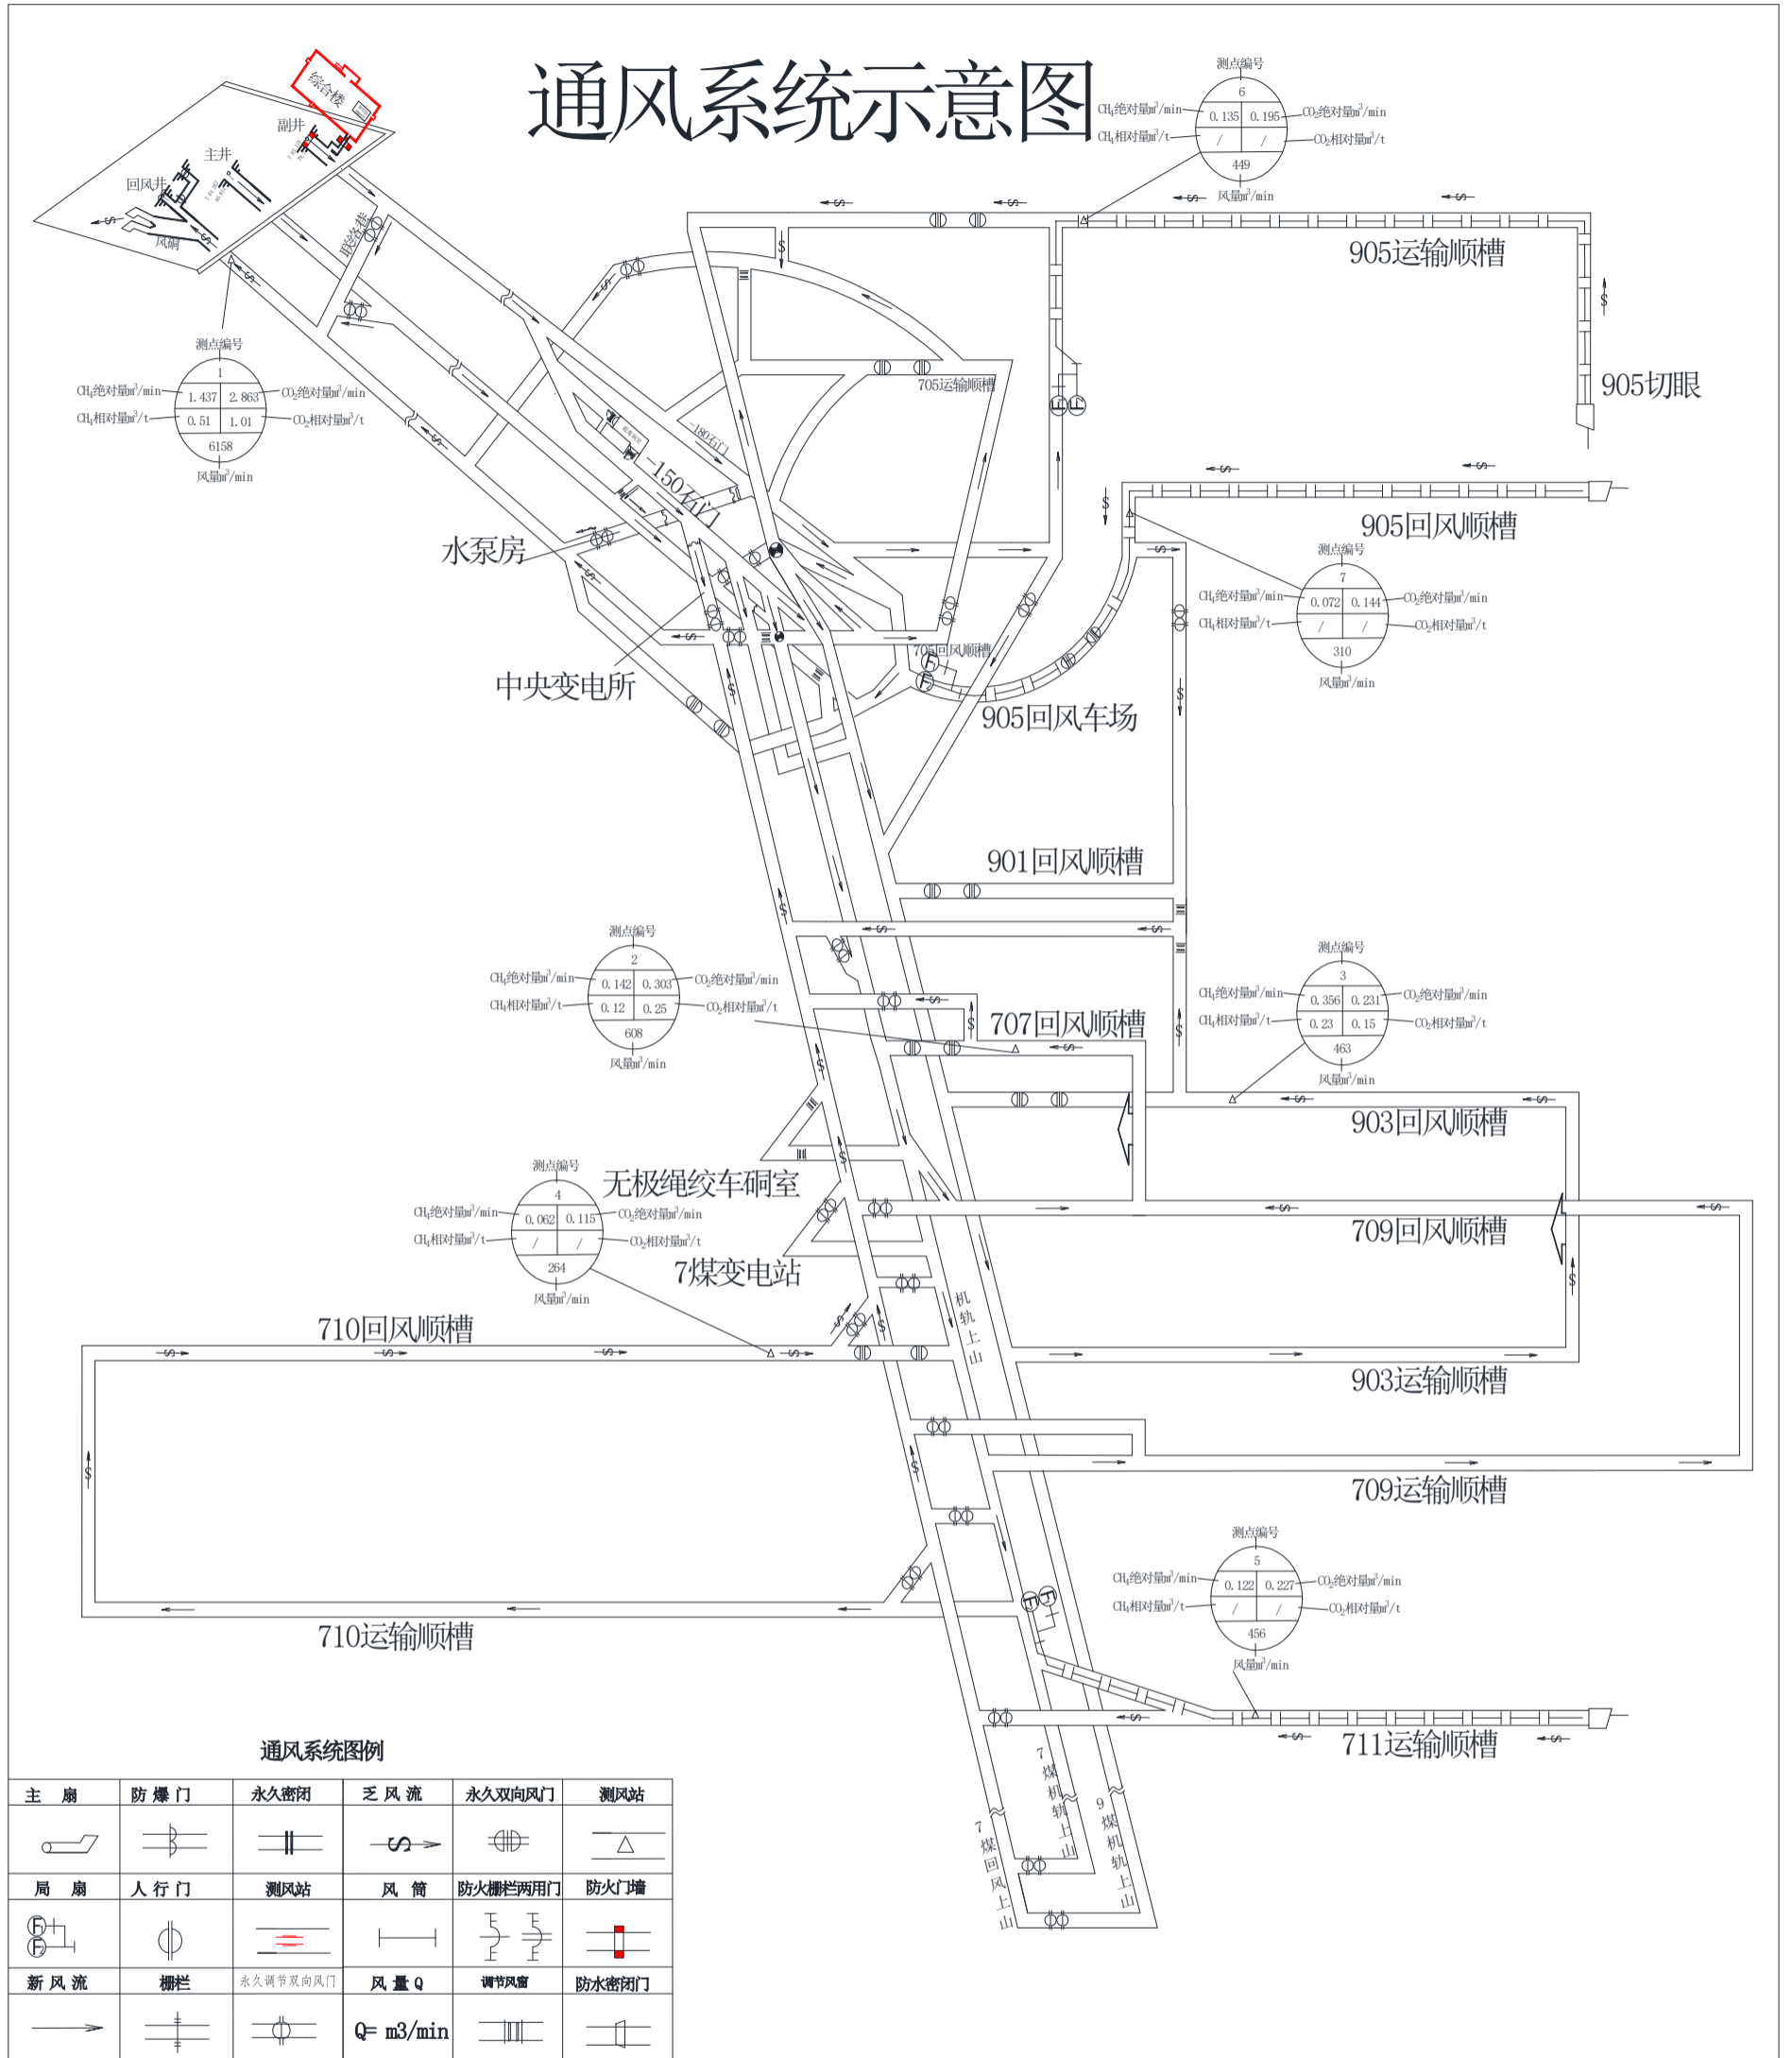 通风系统示意图
综合楼
副井
主井
回风井
风硐
联络巷
测点编号
6
CH₄绝对量m³/min
0.135
0.195
CO₂绝对量m³/min
CH₄相对量m³/t
/
/
CO₂相对量m³/t
449
风量m³/min
905运输顺槽
905切眼
测点编号
1
CH₄绝对量m³/min
1.437
2.863
CO₂绝对量m³/min
CH₄相对量m³/t
0.51
1.01
CO₂相对量m³/t
6158
风量m³/min
705运输顺槽
-180石门
-150石门
水泵房
905回风顺槽
测点编号
7
CH₄绝对量m³/min
0.072
0.144
CO₂绝对量m³/min
CH₄相对量m³/t
/
/
CO₂相对量m³/t
310
风量m³/min
705回风顺槽
中央变电所
905回风车场
901回风顺槽
测点编号
2
CH₄绝对量m³/min
0.142
0.303
CO₂绝对量m³/min
CH₄相对量m³/t
0.12
0.25
CO₂相对量m³/t
608
风量m³/min
707回风顺槽
测点编号
3
CH₄绝对量m³/min
0.356
0.231
CO₂绝对量m³/min
CH₄相对量m³/t
0.23
0.15
CO₂相对量m³/t
463
风量m³/min
903回风顺槽
测点编号
4
CH₄绝对量m³/min
0.062
0.115
CO₂绝对量m³/min
CH₄相对量m³/t
/
/
CO₂相对量m³/t
264
风量m³/min
无极绳绞车硐室
709回风顺槽
7煤变电站
机轨上山
710回风顺槽
903运输顺槽
709运输顺槽
测点编号
5
CH₄绝对量m³/min
0.122
0.227
CO₂绝对量m³/min
CH₄相对量m³/t
/
/
CO₂相对量m³/t
456
风量m³/min
710运输顺槽
711运输顺槽
7煤回风上山
7煤机轨上山
9煤机轨上山
通风系统图例
主 扇
防 爆 门
永久密闭
乏 风 流
永久双向风门
测风站
局 扇
人 行 门
测风站
风 筒
防火栅栏两用门
防火门墙
新 风 流
栅栏
永久调节双向风门
风 量 Q
调节风窗
防水密闭门
Q= m3/min